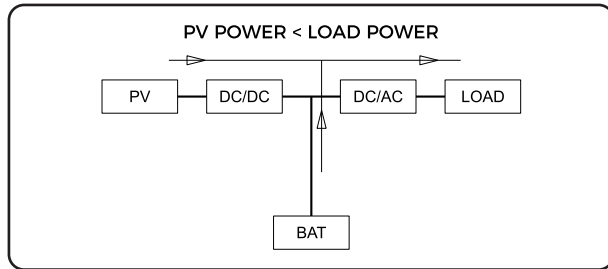 PV POWER < LOAD POWER
PV DC/DC DC/AC LOAD
BAT